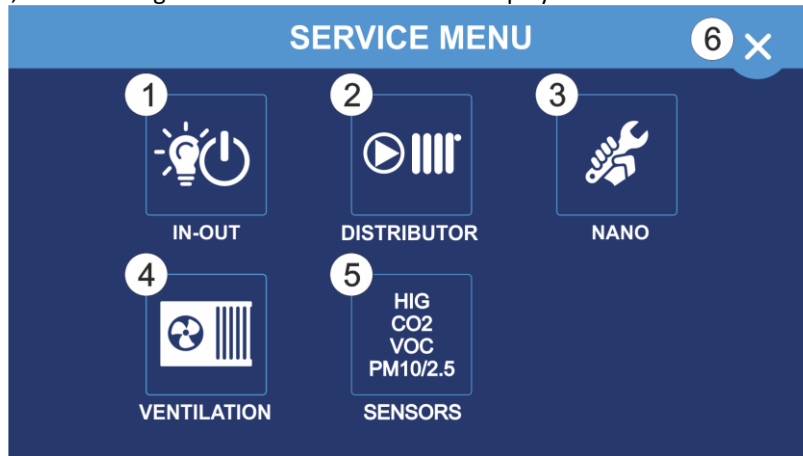 SERVICE MENU
6
1
2
3
IN-OUT
DISTRIBUTOR
NANO
4
5
HIG
CO2
VOC
PM10/2.5
VENTILATION
SENSORS